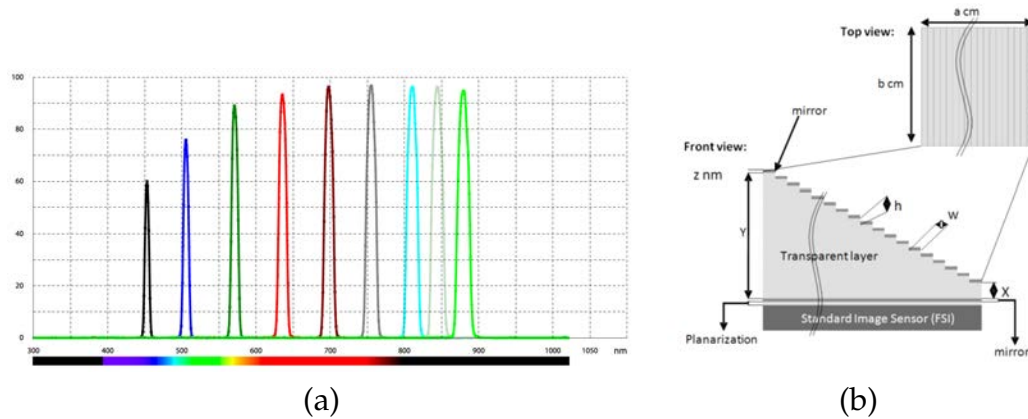 100
80
60
40
20
0
300 400 500 600 700 800 900 1000 1050 nm
(a)
a cm
Top view:
b cm
mirror
Front view:
z nm
h
w
Y
Transparent layer
X
Standard Image Sensor (FSI)
Planarization
mirror
(b)